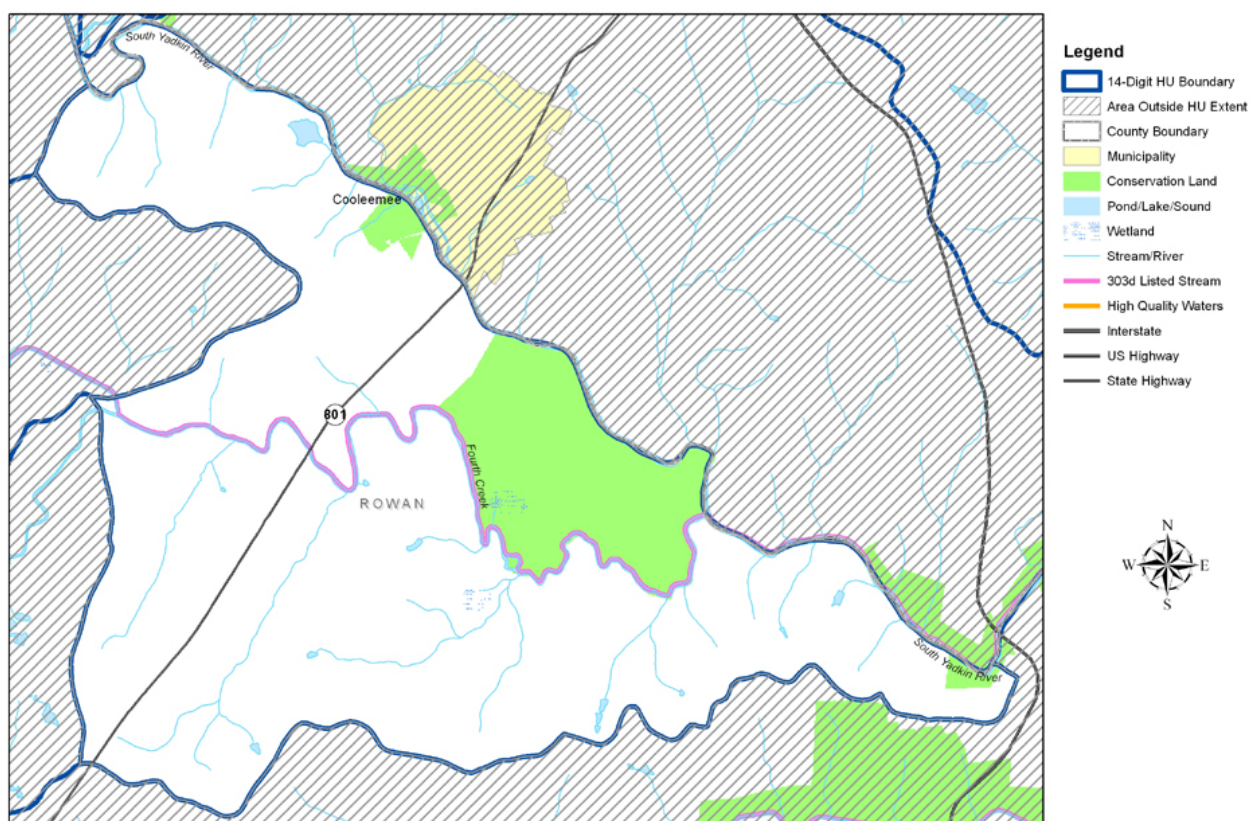 South Yadkin River
Cooleemee
801
Fourth Creek
ROWAN
South Yadkin River
Legend
14-Digit HU Boundary
Area Outside HU Extent
County Boundary
Municipality
Conservation Land
Pond/Lake/Sound
Wetland
Stream/River
303d Listed Stream
High Quality Waters
Interstate
US Highway
State Highway
N
W E
S